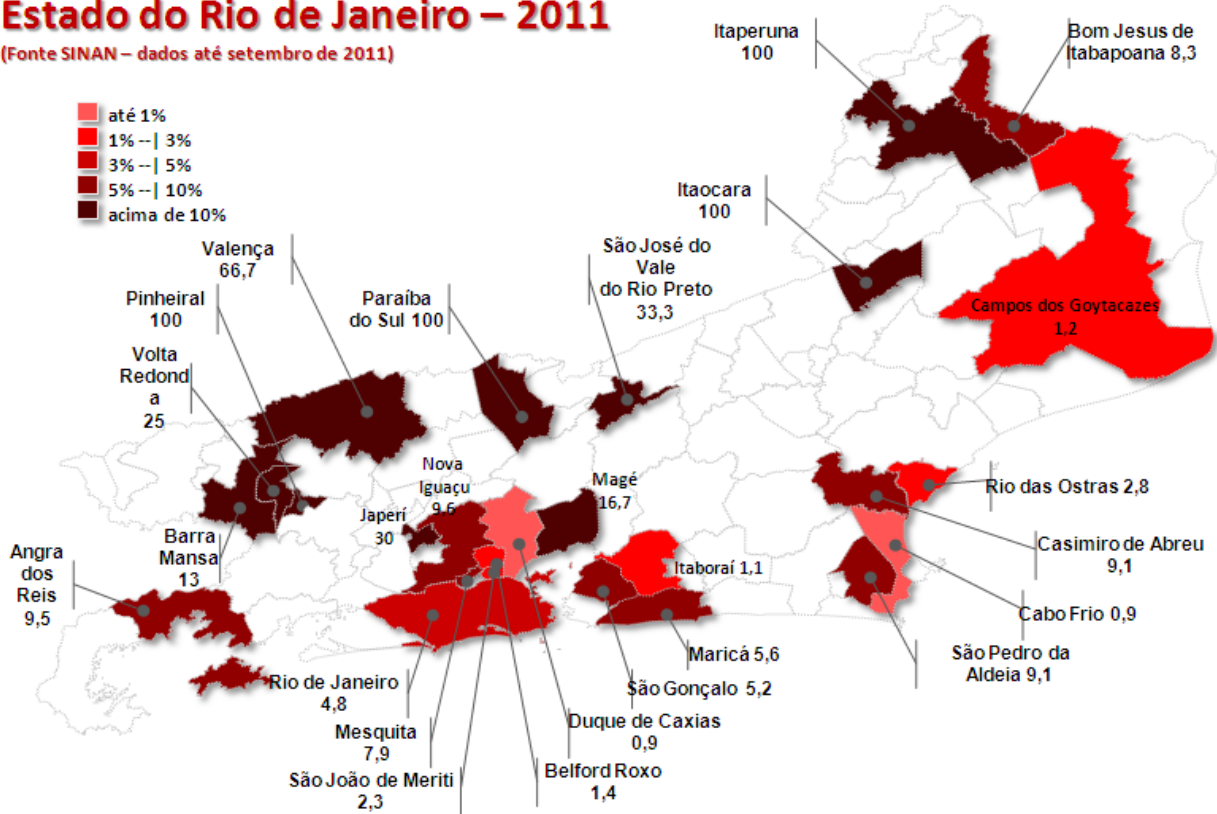 Estado do Rio de Janeiro – 2011
(Fonte SINAN – dados até setembro de 2011)
até 1%
1% --| 3%
3% --| 5%
5% --| 10%
acima de 10%
Itaperuna
100
Bom Jesus de
Itabapoana 8,3
Itaocara
100
Campos dos Goytacazes
1,2
Valença
66,7
São José do
Vale
do Rio Preto
33,3
Pinheiral
100
Paraíba
do Sul 100
Volta
Redond
a
25
Nova
Iguaçu
9,6
Magé
16,7
Japerí
30
Barra
Mansa
13
Angra
dos
Reis
9,5
Itaboraí 1,1
Rio das Ostras 2,8
Casimiro de Abreu
9,1
Cabo Frio 0,9
São Pedro da
Aldeia 9,1
Maricá 5,6
São Gonçalo 5,2
Rio de Janeiro
4,8
Duque de Caxias
0,9
Mesquita
7,9
Belford Roxo
1,4
São João de Meriti
2,3